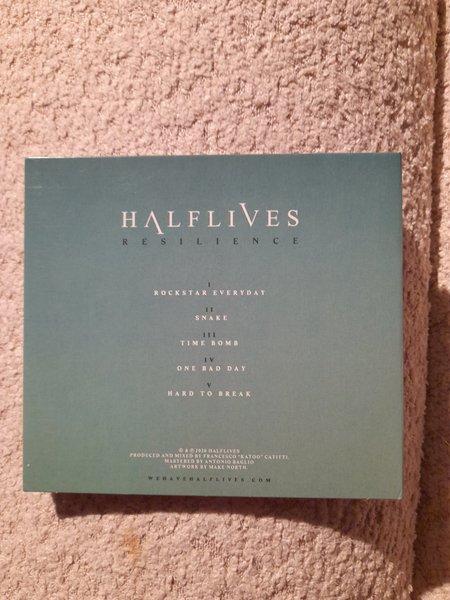 HALFLIVES
RESILIENCE
I
ROCKSTAR EVERYDAY
II
SNAKE
III
TIME BOMB
IV
ONE BAD DAY
V
HARD TO BREAK
© & ℗ 2020 HALFLIVES
PRODUCED AND MIXED BY FRANCESCO "KATOO" CATITTI.
MASTERED BY ANTONIO BAGLIO
ARTWORK BY MAKE NORTH.
WEHAVEHALFLIVES.COM